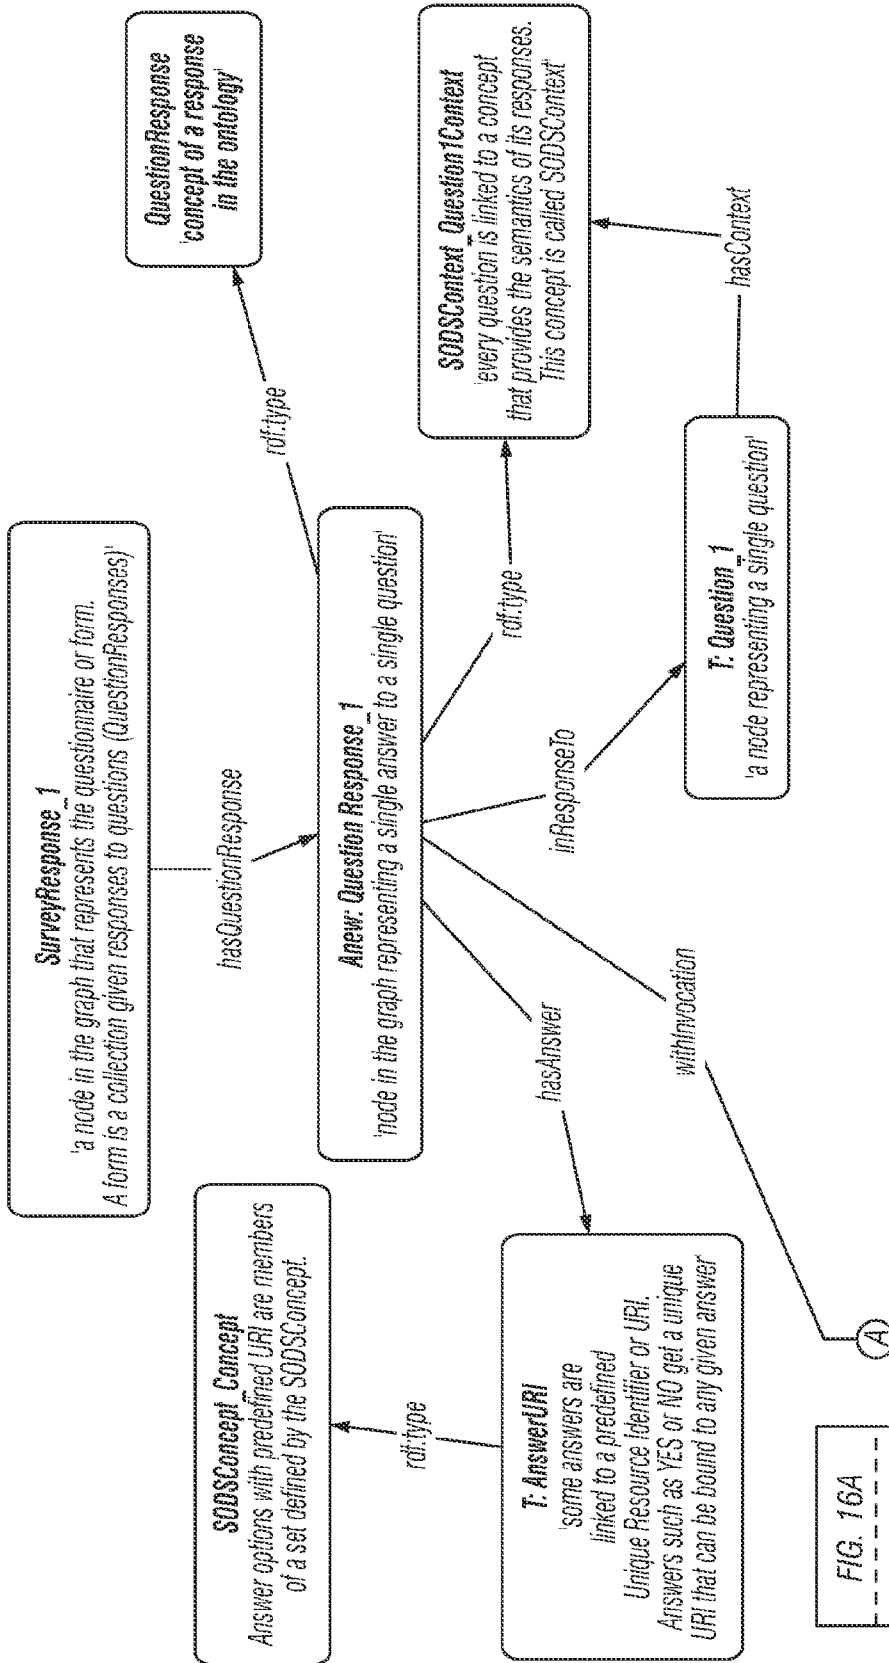 SurveyResponse_1
'a node in the graph that represents the questionnaire or form.
A form is a collection given responses to questions (QuestionResponses)'
hasQuestionResponse
QuestionResponse
'concept of a response
in the ontology'
rdf:type
Anew: Question Response_1
'node in the graph representing a single answer to a single question'
SODSConcept_Concept
Answer options with predefined URI are members
of a set defined by the SODSConcept.
rdf:type
hasAnswer
withInvocation
inResponseTo
rdf:type
SODSContext_Question1Context
'every question is linked to a concept
that provides the semantics of its responses.
This concept is called SODSContext'
T: AnswerURI
'some answers are
linked to a predefined
Unique Resource Identifier or URI.
Answers such as YES or NO get a unique
URI that can be bound to any given answer
T: Question_1
'a node representing a single question'
hasContext
A
FIG. 16A